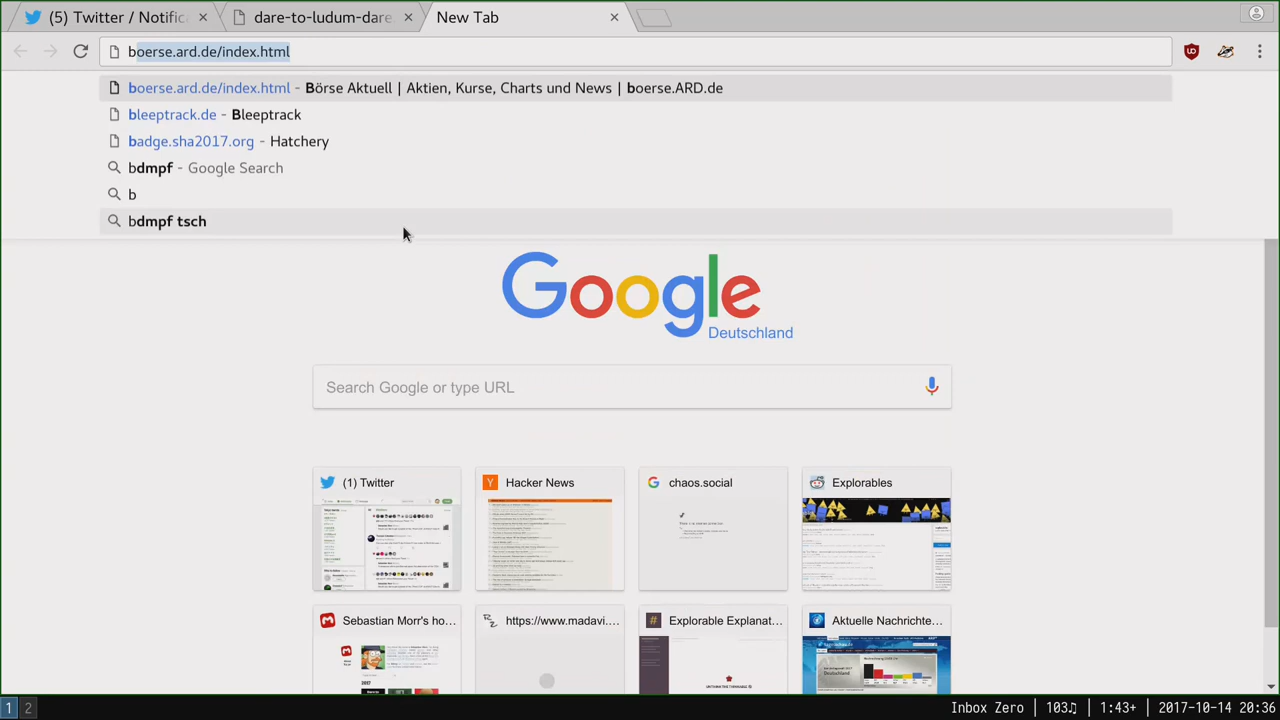 (5) Twitter / Notific
dare-to-ludum-dare.
New Tab
boerse.ard.de/index.html
boerse.ard.de/index.html - Börse Aktuell | Aktien, Kurse, Charts und News | boerse.ARD.de
bleeptrack.de - Bleeptrack
badge.sha2017.org - Hatchery
bdmpf - Google Search
b
bdmpf tsch
Google
Deutschland
Search Google or type URL
(1) Twitter
Hacker News
chaos.social
Explorables
Sebastian Morr's ho...
https://www.madavi....
Explorable Explanat...
Aktuelle Nachrichte...
1 2
Inbox Zero | 103♫ | 1:43+ | 2017-10-14 20:36